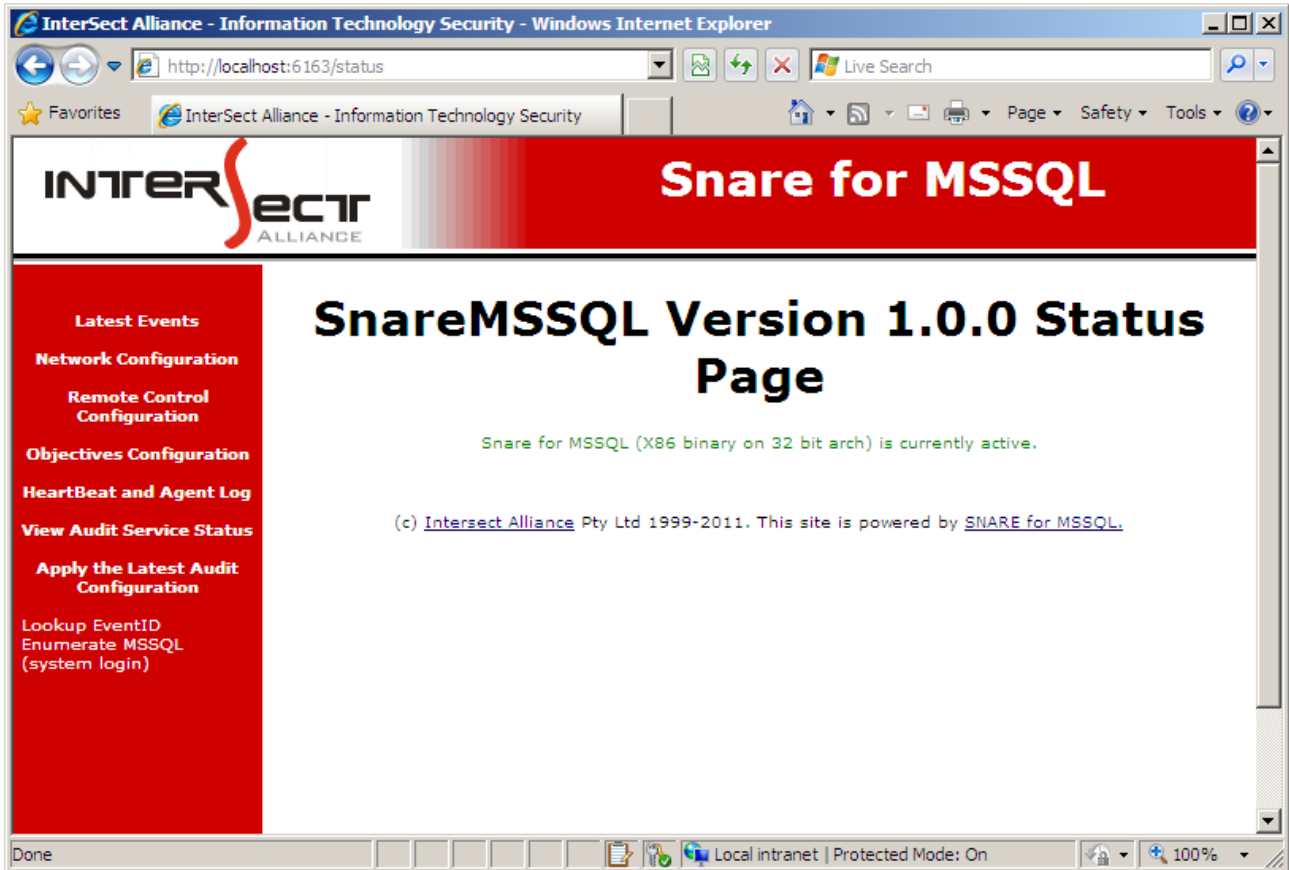 InterSect Alliance - Information Technology Security - Windows Internet Explorer
http://localhost:6163/status
Live Search
Favorites
InterSect Alliance - Information Technology Security
Page
Safety
Tools
INTERSECT
ALLIANCE
Snare for MSSQL
Latest Events
Network Configuration
Remote Control
Configuration
Objectives Configuration
HeartBeat and Agent Log
View Audit Service Status
Apply the Latest Audit
Configuration
Lookup EventID
Enumerate MSSQL
(system login)
SnareMSSQL Version 1.0.0 Status
Page
Snare for MSSQL (X86 binary on 32 bit arch) is currently active.
(c) Intersect Alliance Pty Ltd 1999-2011. This site is powered by SNARE for MSSQL.
Done
Local intranet | Protected Mode: On
100%